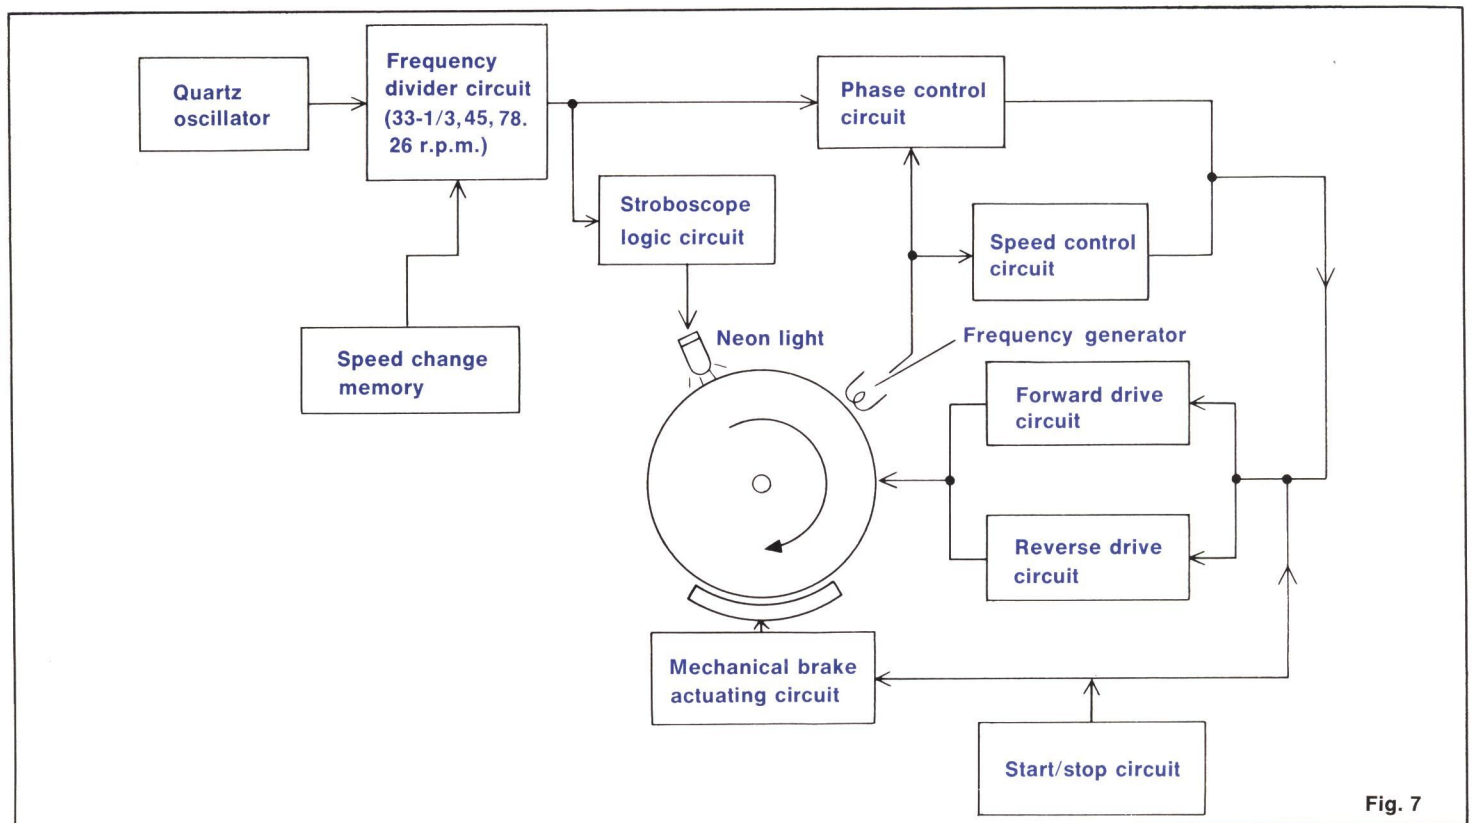 Quartz
oscillator
Frequency
divider circuit
(33-1/3, 45, 78.
26 r.p.m.)
Phase control
circuit
Stroboscope
logic circuit
Speed control
circuit
Speed change
memory
Neon light
Frequency generator
Forward drive
circuit
Reverse drive
circuit
Mechanical brake
actuating circuit
Start/stop circuit
Fig. 7